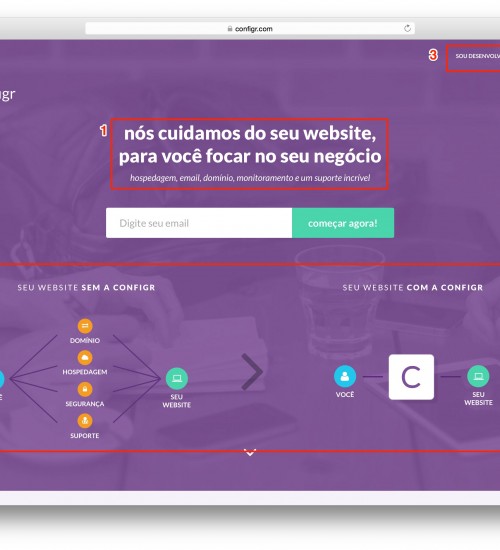 configr.com
3
SOU DESENVOLV
gr
1
nós cuidamos do seu website,
para você focar no seu negócio
hospedagem, email, domínio, monitoramento e um suporte incrível
Digite seu email
começar agora!
SEU WEBSITE SEM A CONFIGR
SEU WEBSITE COM A CONFIGR
DOMÍNIO
HOSPEDAGEM
SEGURANÇA
SUPORTE
E
SEU
WEBSITE
VOCÊ
C
SEU
WEBSITE